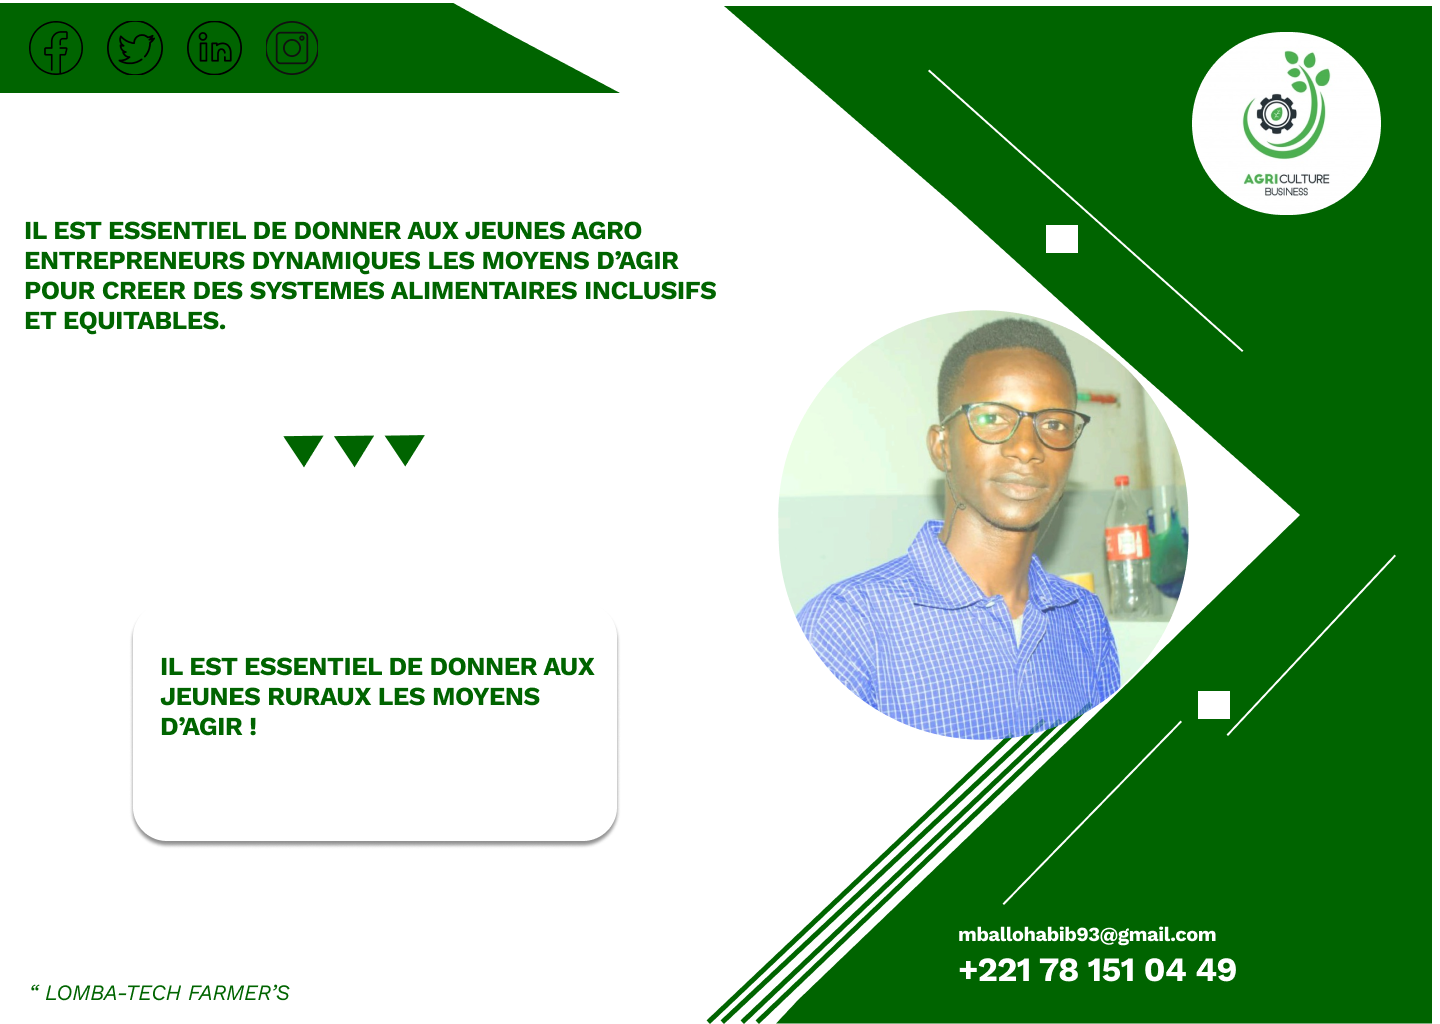 AGRICULTURE
BUSINESS
IL EST ESSENTIEL DE DONNER AUX JEUNES AGRO
ENTREPRENEURS DYNAMIQUES LES MOYENS D’AGIR
POUR CREER DES SYSTEMES ALIMENTAIRES INCLUSIFS
ET EQUITABLES.
IL EST ESSENTIEL DE DONNER AUX
JEUNES RURAUX LES MOYENS
D’AGIR !
mballohabib93@gmail.com
+221 78 151 04 49
“ LOMBA-TECH FARMER’S